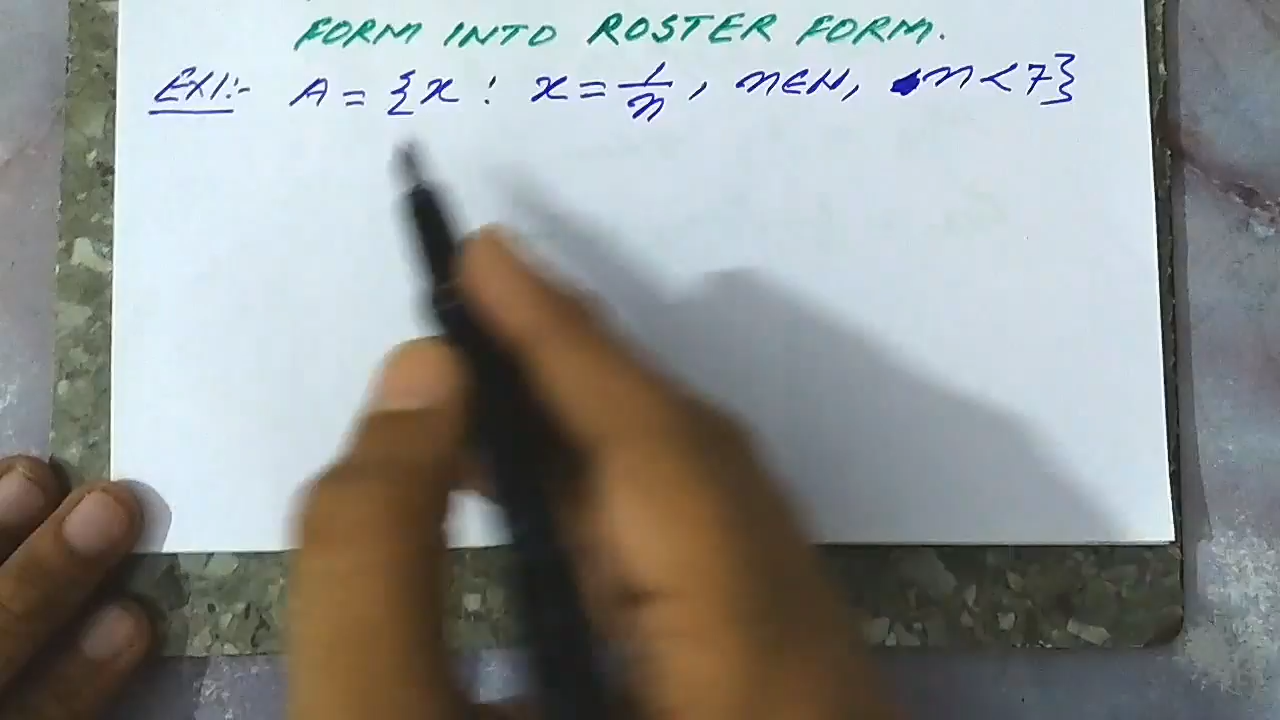 FORM INTO ROSTER FORM.
EX1:- A = {x : x = 1/n, n∈N, n < 7}